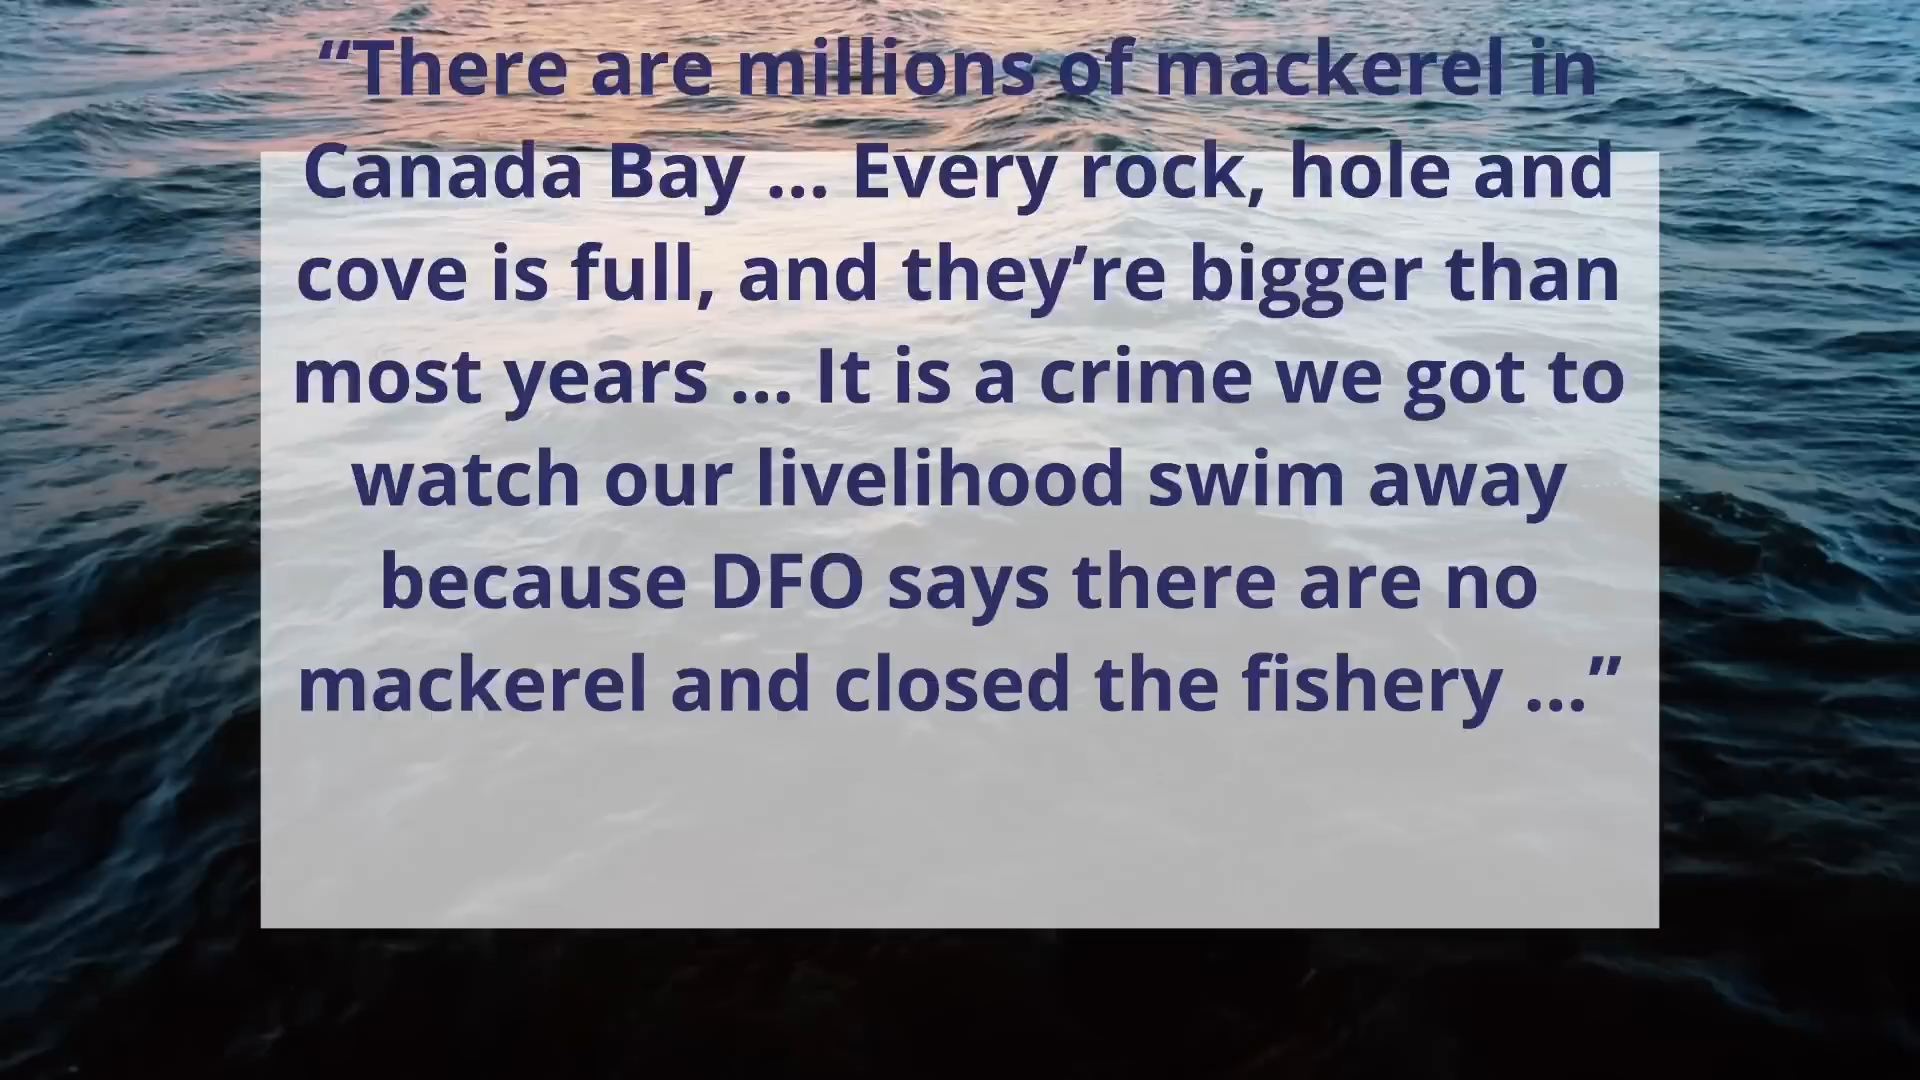 “There are millions of mackerel in
Canada Bay ... Every rock, hole and
cove is full, and they’re bigger than
most years ... It is a crime we got to
watch our livelihood swim away
because DFO says there are no
mackerel and closed the fishery ...”